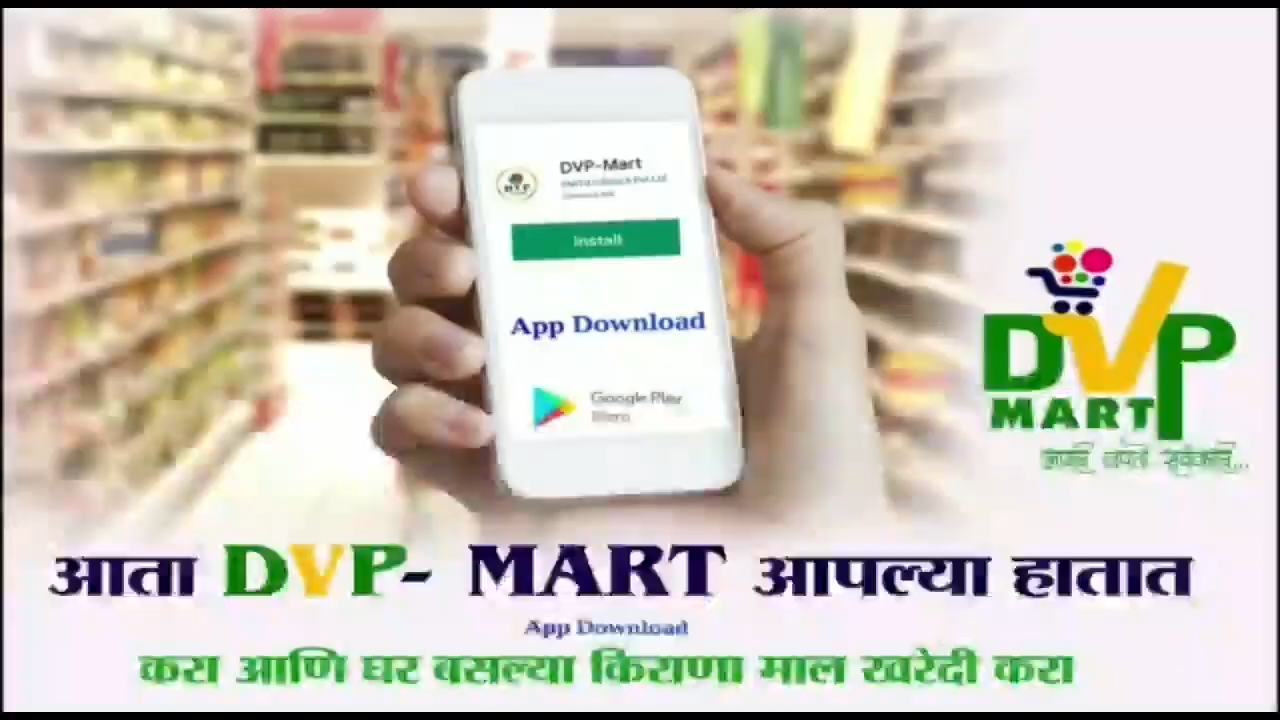 DVP-Mart
Install
App Download
Google Play
DVP
MART
आता DVP- MART आपल्या हातात
App Download
करा आणि घर बसल्या किराणा माल खरेदी करा